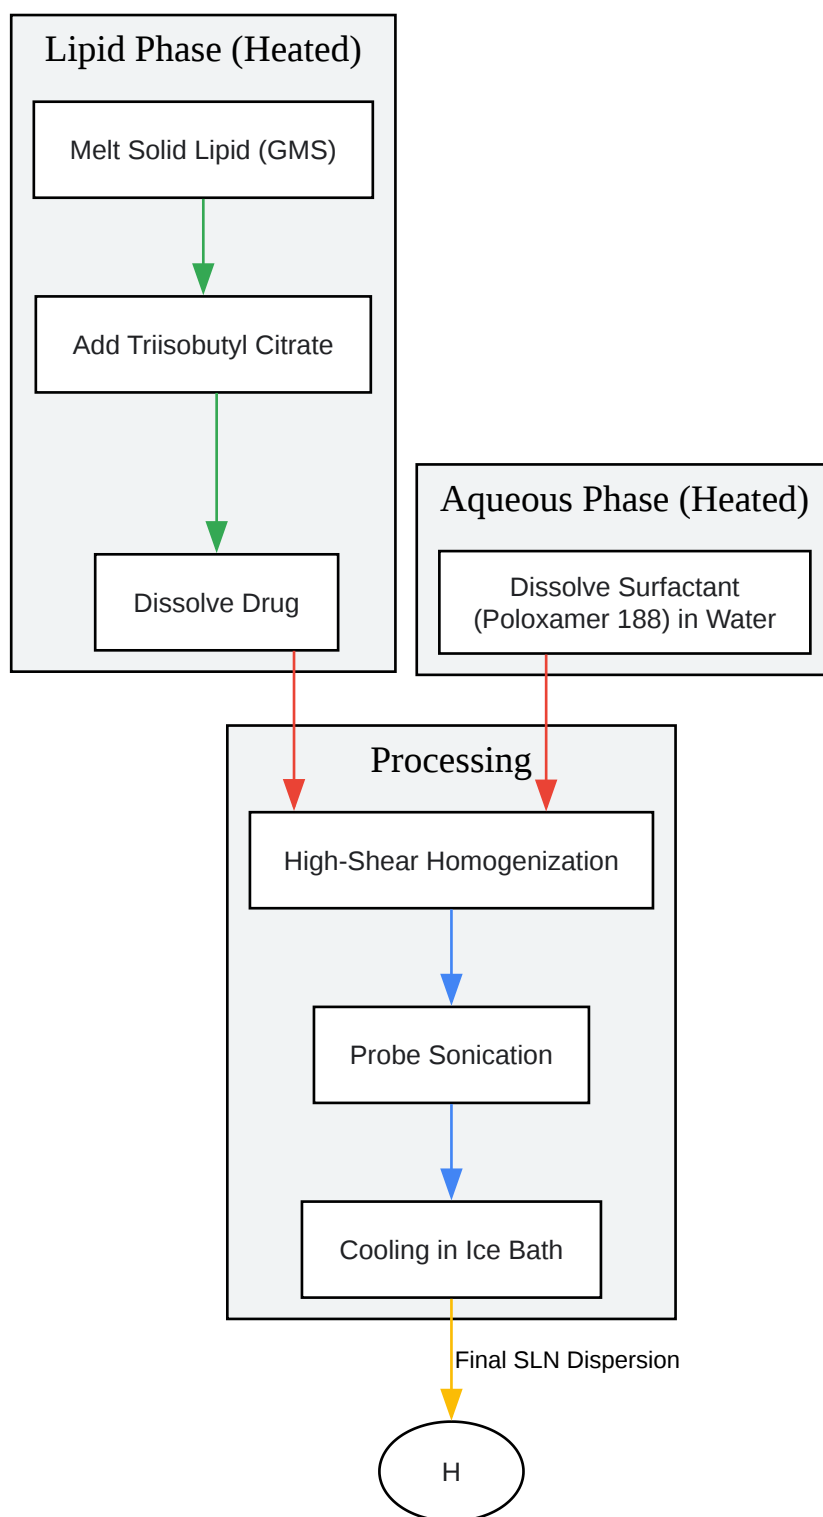 Lipid Phase (Heated)
Melt Solid Lipid (GMS)
Add Triisobutyl Citrate
Dissolve Drug
Aqueous Phase (Heated)
Dissolve Surfactant
(Poloxamer 188) in Water
Processing
High-Shear Homogenization
Probe Sonication
Cooling in Ice Bath
Final SLN Dispersion
H